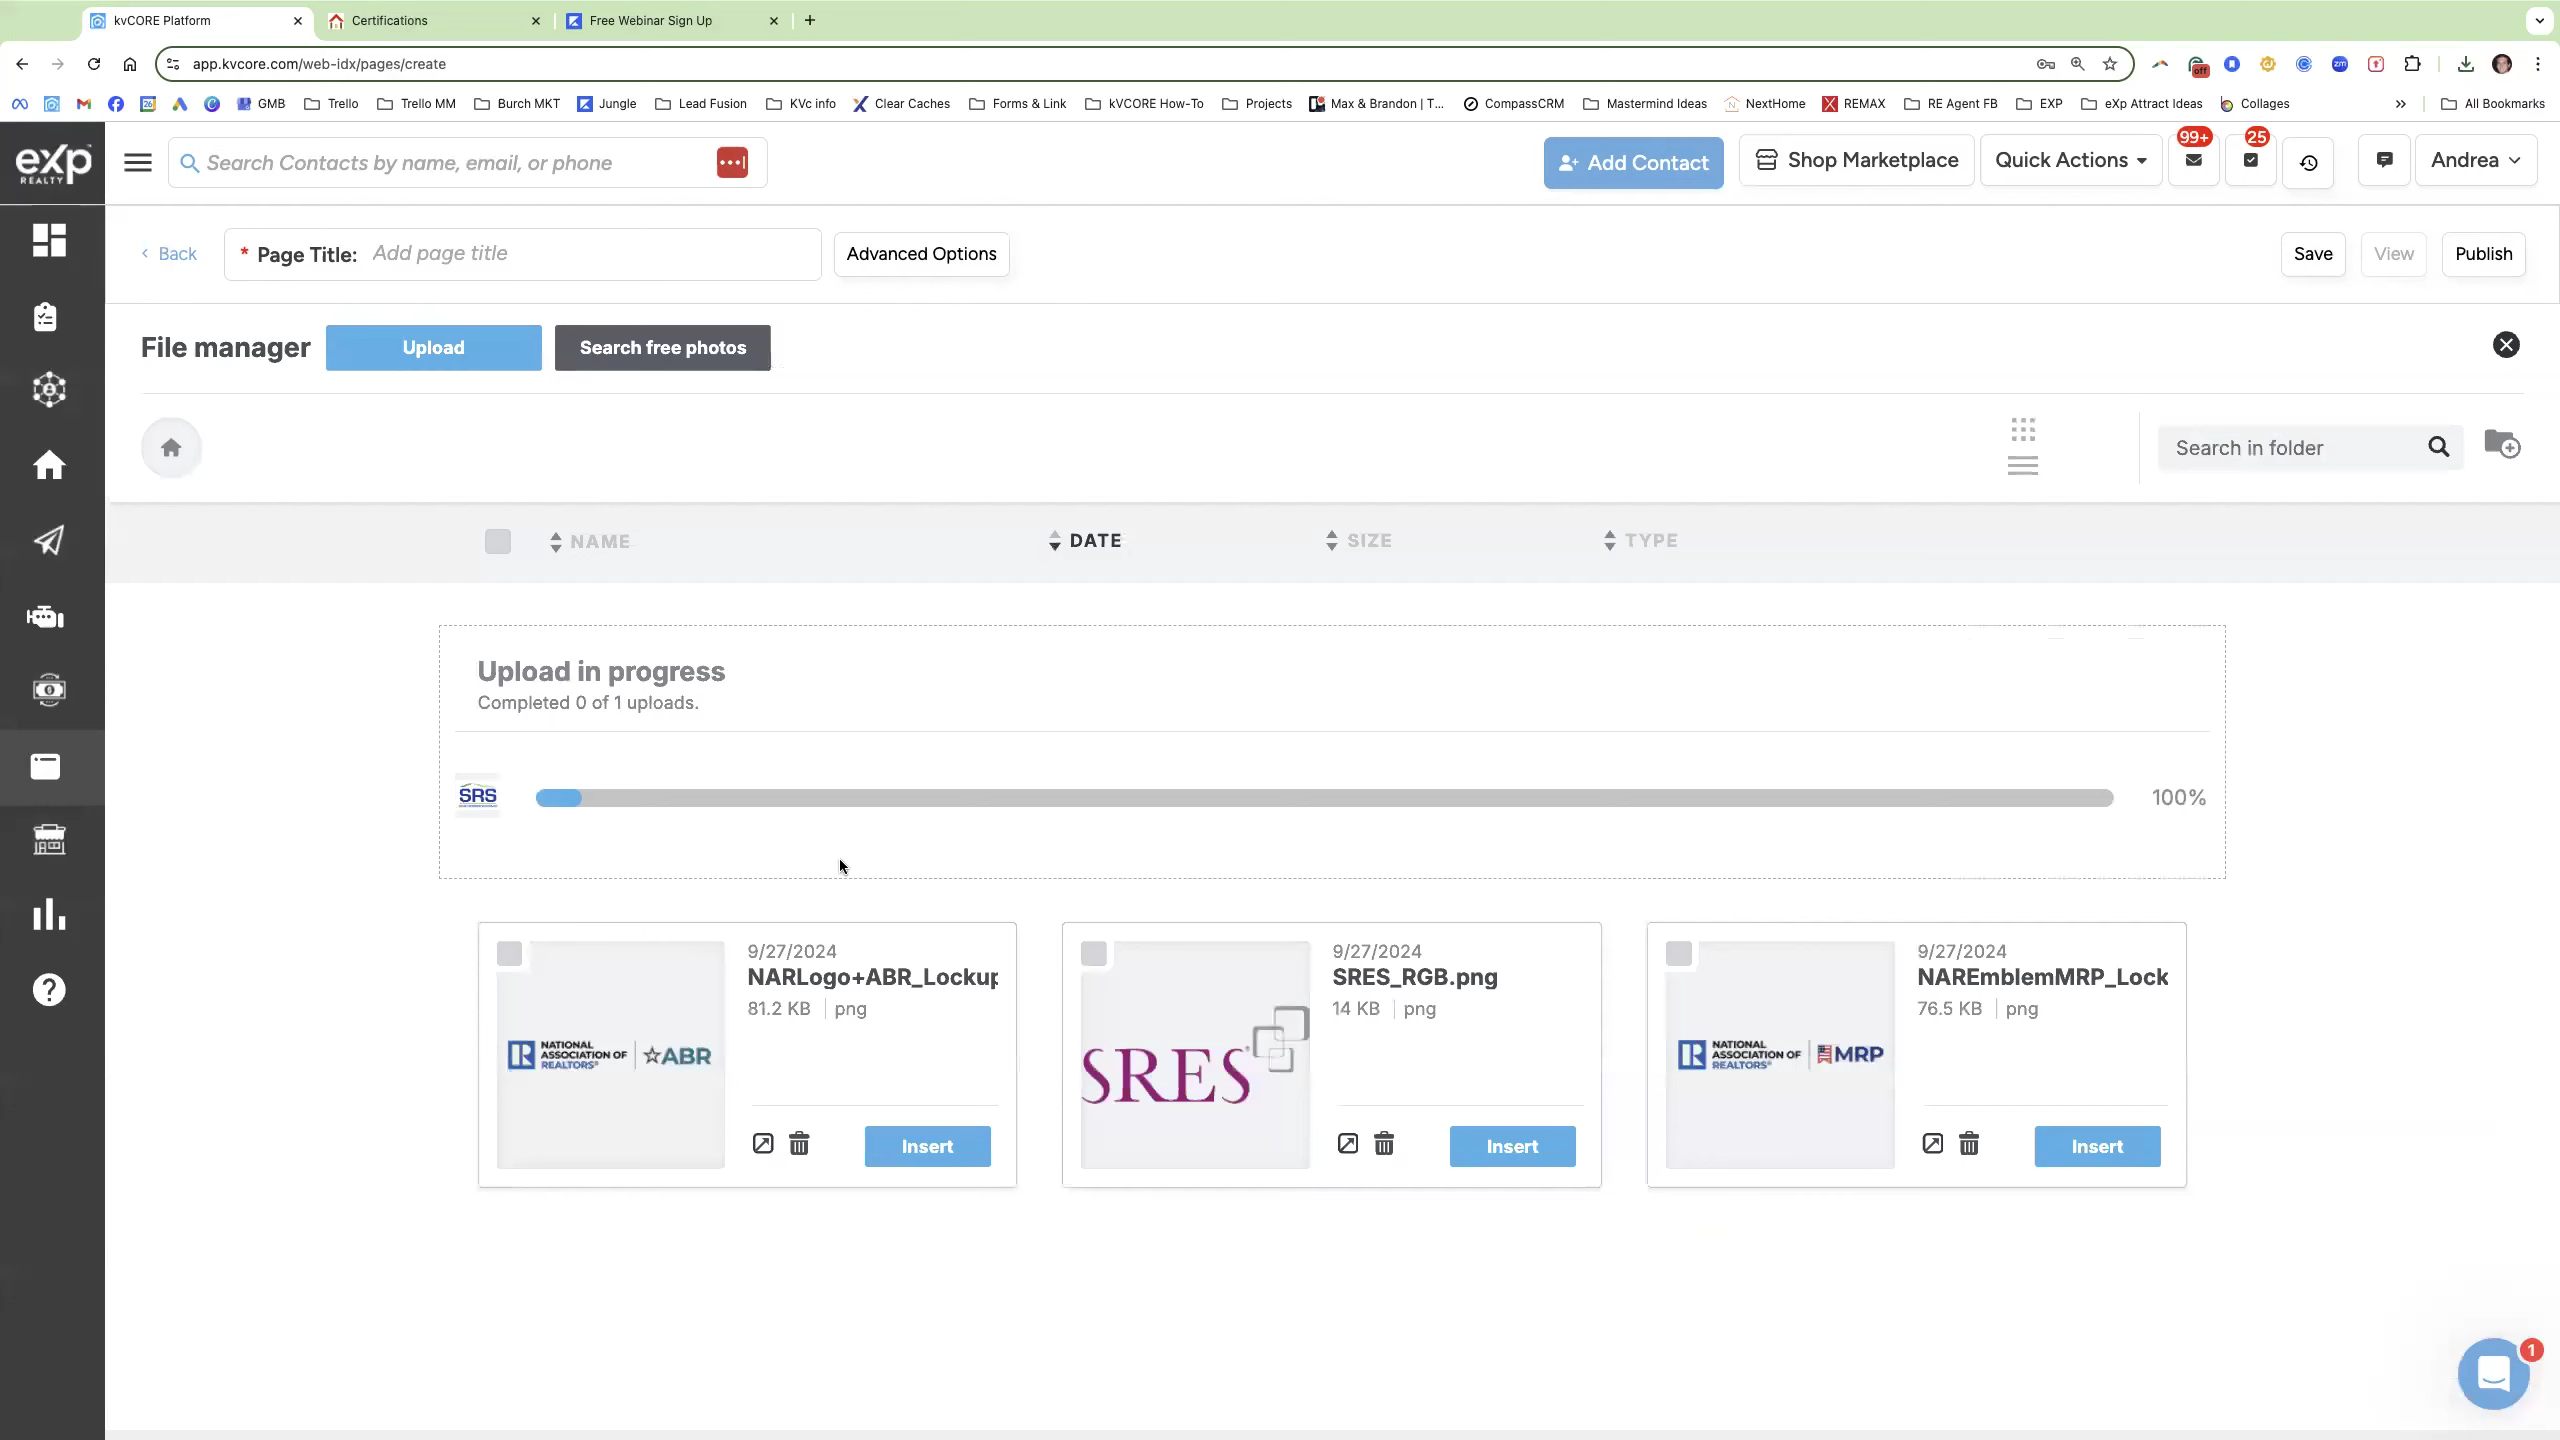 kvCORE Platform
Certifications
Free Webinar Sign Up
app.kvcore.com/web-idx/pages/create
off
zm
26
GMB
Trello
Trello MM
Burch MKT
Jungle
Lead Fusion
KVc info
Clear Caches
Forms & Link
kVCORE How-To
Projects
Max & Brandon | T...
CompassCRM
Mastermind Ideas
NextHome
REMAX
RE Agent FB
EXP
eXp Attract Ideas
Collages
All Bookmarks
eXp
REALTY
Search Contacts by name, email, or phone
Add Contact
Shop Marketplace
Quick Actions
99+
25
Andrea
Back
* Page Title: Add page title
Advanced Options
Save
View
Publish
File manager
Upload
Search free photos
Search in folder
NAME
DATE
SIZE
TYPE
Upload in progress
Completed 0 of 1 uploads.
SRS
100%
9/27/2024
NARLogo+ABR_Lockup
81.2 KB | png
NATIONAL
ASSOCIATION OF
REALTORS®
ABR
Insert
9/27/2024
SRES_RGB.png
14 KB | png
SRES®
Insert
9/27/2024
NAREmblemMRP_Lock
76.5 KB | png
NATIONAL
ASSOCIATION OF
REALTORS®
MRP
Insert
1